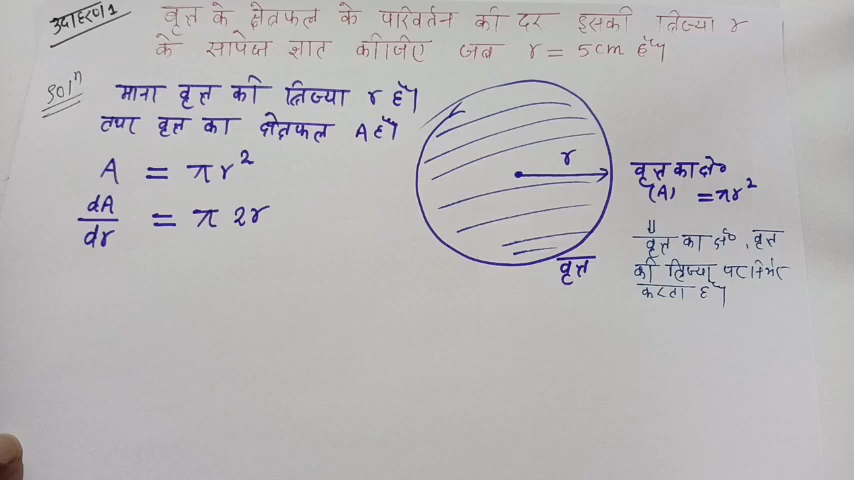 उदाहरण 1
वृत्त के क्षेत्रफल के परिवर्तन की दर इसकी त्रिज्या r
के सापेक्ष ज्ञात कीजिए जब r = 5cm है।
Solⁿ
माना वृत्त की त्रिज्या r है।
तथा वृत्त का क्षेत्रफल A है।
A = πr²
dA/dr = π 2r
r
वृत्त
वृत्त का क्षे०
(A) = πr²
⇓
वृत्त का क्षे०, वृत्त
की त्रिज्या पर निर्भर
करता है।